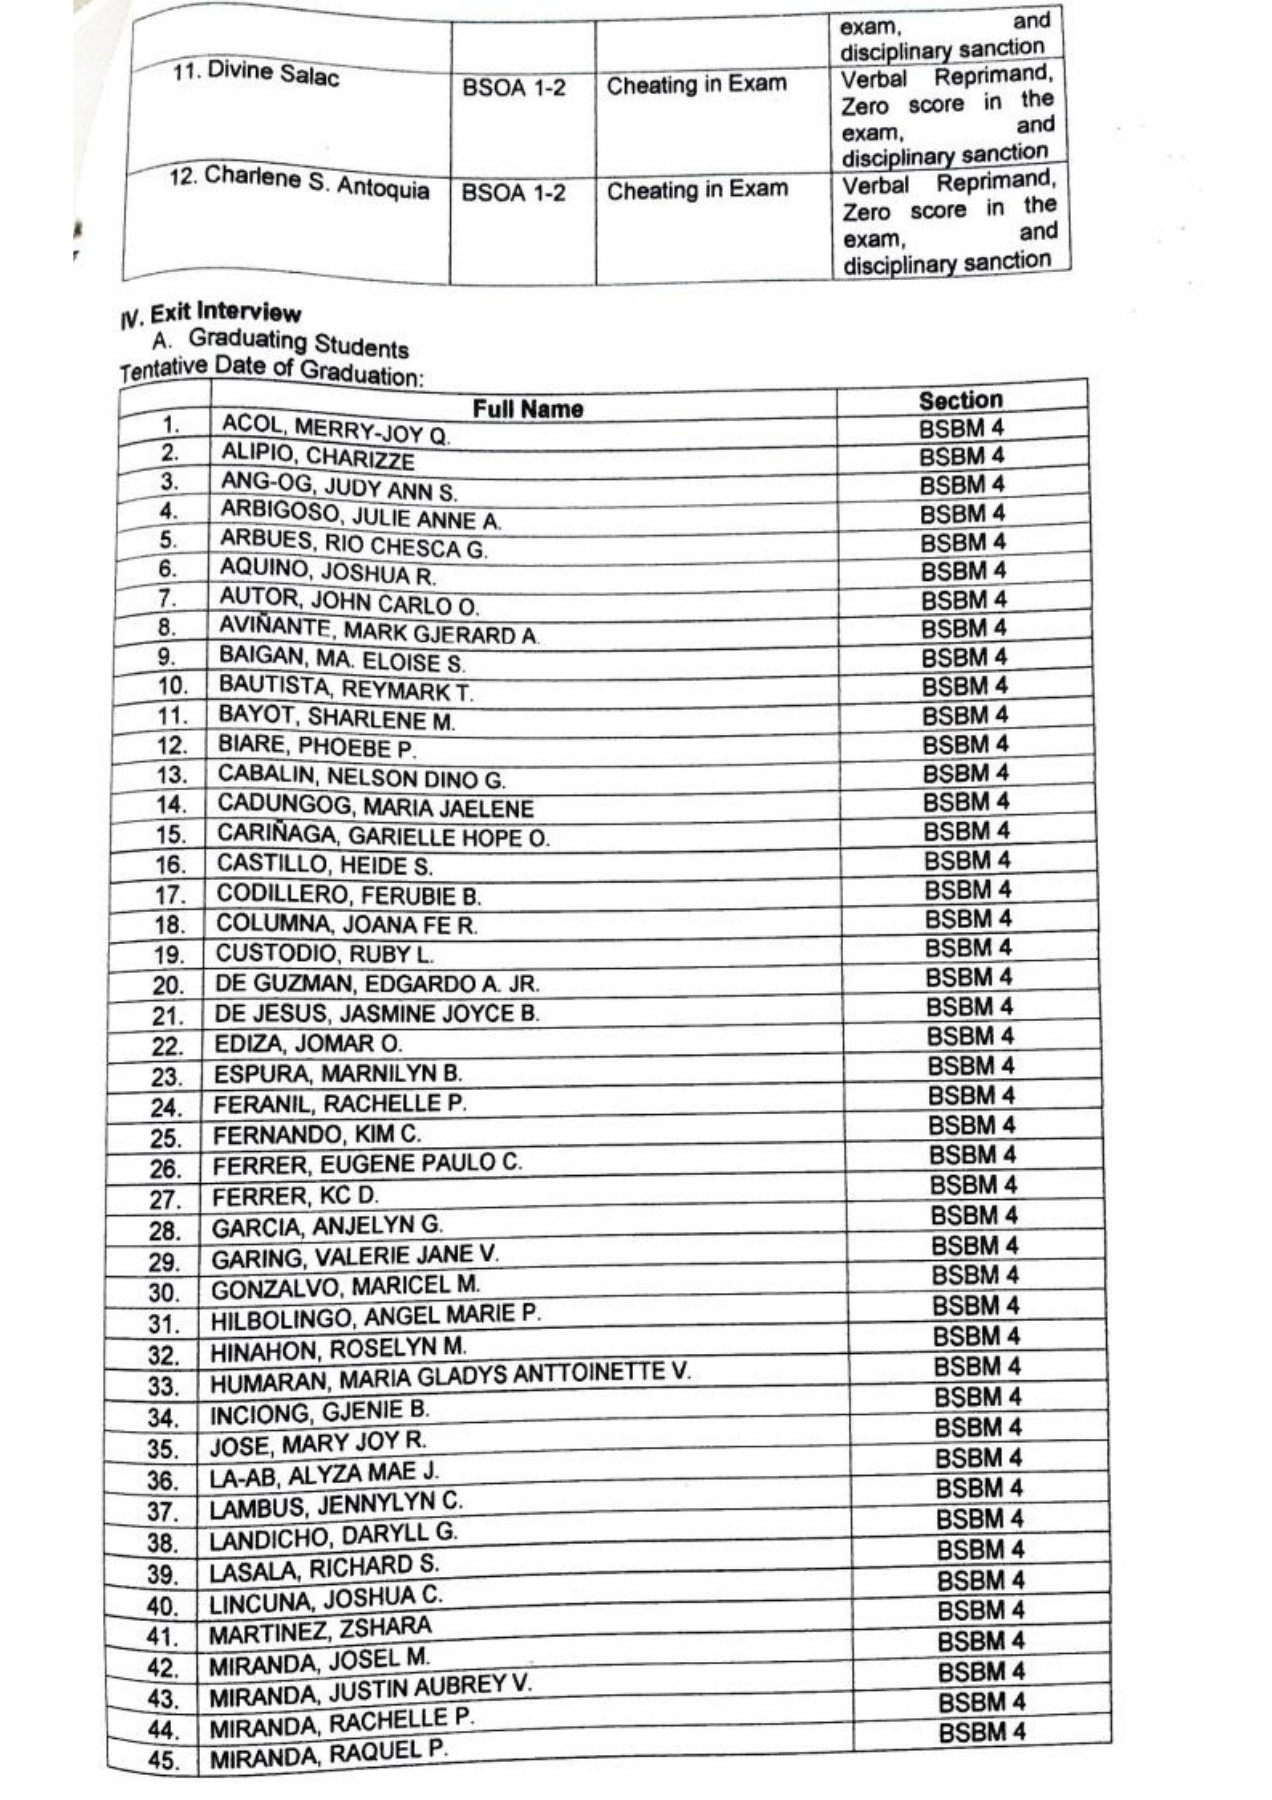 exam, and
disciplinary sanction
11. Divine Salac BSOA 1-2 Cheating in Exam Verbal Reprimand,
Zero score in the
exam, and
disciplinary sanction
12. Charlene S. Antoquia BSOA 1-2 Cheating in Exam Verbal Reprimand,
Zero score in the
exam, and
disciplinary sanction
IV. Exit Interview
A. Graduating Students
Tentative Date of Graduation:
Full Name Section
1. ACOL, MERRY-JOY Q. BSBM 4
2. ALIPIO, CHARIZZE BSBM 4
3. ANG-OG, JUDY ANN S. BSBM 4
4. ARBIGOSO, JULIE ANNE A. BSBM 4
5. ARBUES, RIO CHESCA G. BSBM 4
6. AQUINO, JOSHUA R. BSBM 4
7. AUTOR, JOHN CARLO O. BSBM 4
8. AVIÑANTE, MARK GJERARD A. BSBM 4
9. BAIGAN, MA. ELOISE S. BSBM 4
10. BAUTISTA, REYMARK T. BSBM 4
11. BAYOT, SHARLENE M. BSBM 4
12. BIARE, PHOEBE P. BSBM 4
13. CABALIN, NELSON DINO G. BSBM 4
14. CADUNGOG, MARIA JAELENE BSBM 4
15. CARIÑAGA, GARIELLE HOPE O. BSBM 4
16. CASTILLO, HEIDE S. BSBM 4
17. CODILLERO, FERUBIE B. BSBM 4
18. COLUMNA, JOANA FE R. BSBM 4
19. CUSTODIO, RUBY L. BSBM 4
20. DE GUZMAN, EDGARDO A. JR. BSBM 4
21. DE JESUS, JASMINE JOYCE B. BSBM 4
22. EDIZA, JOMAR O. BSBM 4
23. ESPURA, MARNILYN B. BSBM 4
24. FERANIL, RACHELLE P. BSBM 4
25. FERNANDO, KIM C. BSBM 4
26. FERRER, EUGENE PAULO C. BSBM 4
27. FERRER, KC D. BSBM 4
28. GARCIA, ANJELYN G. BSBM 4
29. GARING, VALERIE JANE V. BSBM 4
30. GONZALVO, MARICEL M. BSBM 4
31. HILBOLINGO, ANGEL MARIE P. BSBM 4
32. HINAHON, ROSELYN M. BSBM 4
33. HUMARAN, MARIA GLADYS ANTTOINETTE V. BSBM 4
34. INCIONG, GJENIE B. BSBM 4
35. JOSE, MARY JOY R. BSBM 4
36. LA-AB, ALYZA MAE J. BSBM 4
37. LAMBUS, JENNYLYN C. BSBM 4
38. LANDICHO, DARYLL G. BSBM 4
39. LASALA, RICHARD S. BSBM 4
40. LINCUNA, JOSHUA C. BSBM 4
41. MARTINEZ, ZSHARA BSBM 4
42. MIRANDA, JOSEL M. BSBM 4
43. MIRANDA, JUSTIN AUBREY V. BSBM 4
44. MIRANDA, RACHELLE P. BSBM 4
45. MIRANDA, RAQUEL P. BSBM 4